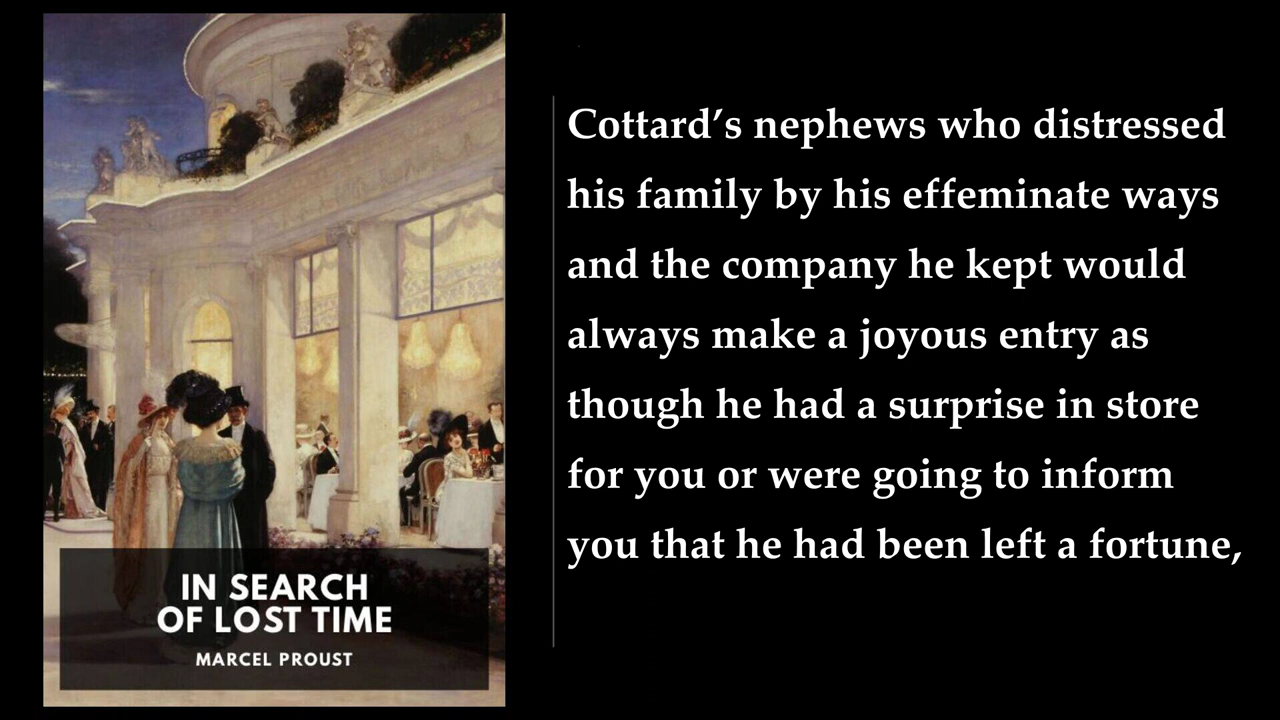 IN SEARCH
OF LOST TIME
MARCEL PROUST
Cottard’s nephews who distressed
his family by his effeminate ways
and the company he kept would
always make a joyous entry as
though he had a surprise in store
for you or were going to inform
you that he had been left a fortune,